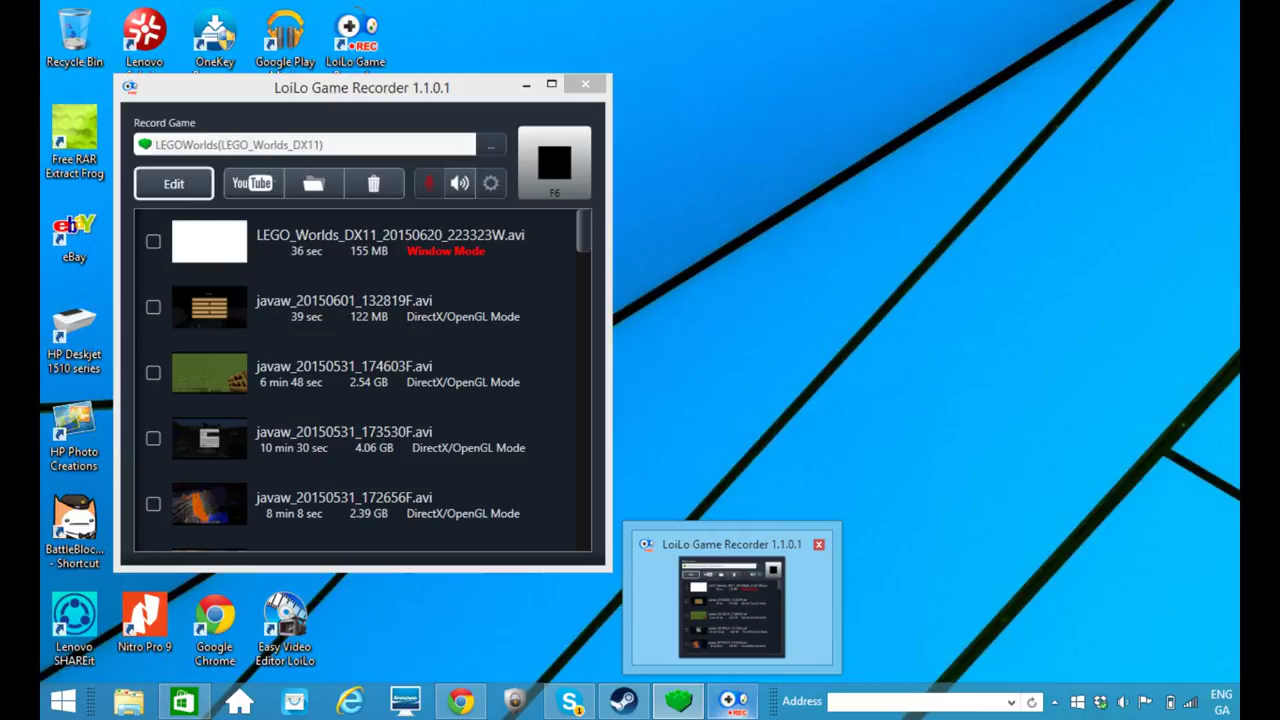 Recycle Bin
Lenovo
OneKey
Google Play
LoiLo Game
REC
LoiLo Game Recorder 1.1.0.1
Record Game
LEGOWorlds(LEGO_Worlds_DX11)
...
F6
Edit
YouTube
LEGO_Worlds_DX11_20150620_223323W.avi
36 sec 155 MB Window Mode
javaw_20150601_132819F.avi
39 sec 122 MB DirectX/OpenGL Mode
javaw_20150531_174603F.avi
6 min 48 sec 2.54 GB DirectX/OpenGL Mode
javaw_20150531_173530F.avi
10 min 30 sec 4.06 GB DirectX/OpenGL Mode
javaw_20150531_172656F.avi
8 min 8 sec 2.39 GB DirectX/OpenGL Mode
Free RAR
Extract Frog
ebY
eBay
HP Deskjet
1510 series
HP Photo
Creations
BattleBloc...
- Shortcut
Lenovo
SHAREit
Nitro Pro 9
Google
Chrome
Easy Video
Editor LoiLo
LoiLo Game Recorder 1.1.0.1
lenovo
1
REC
Address
ENG
GA